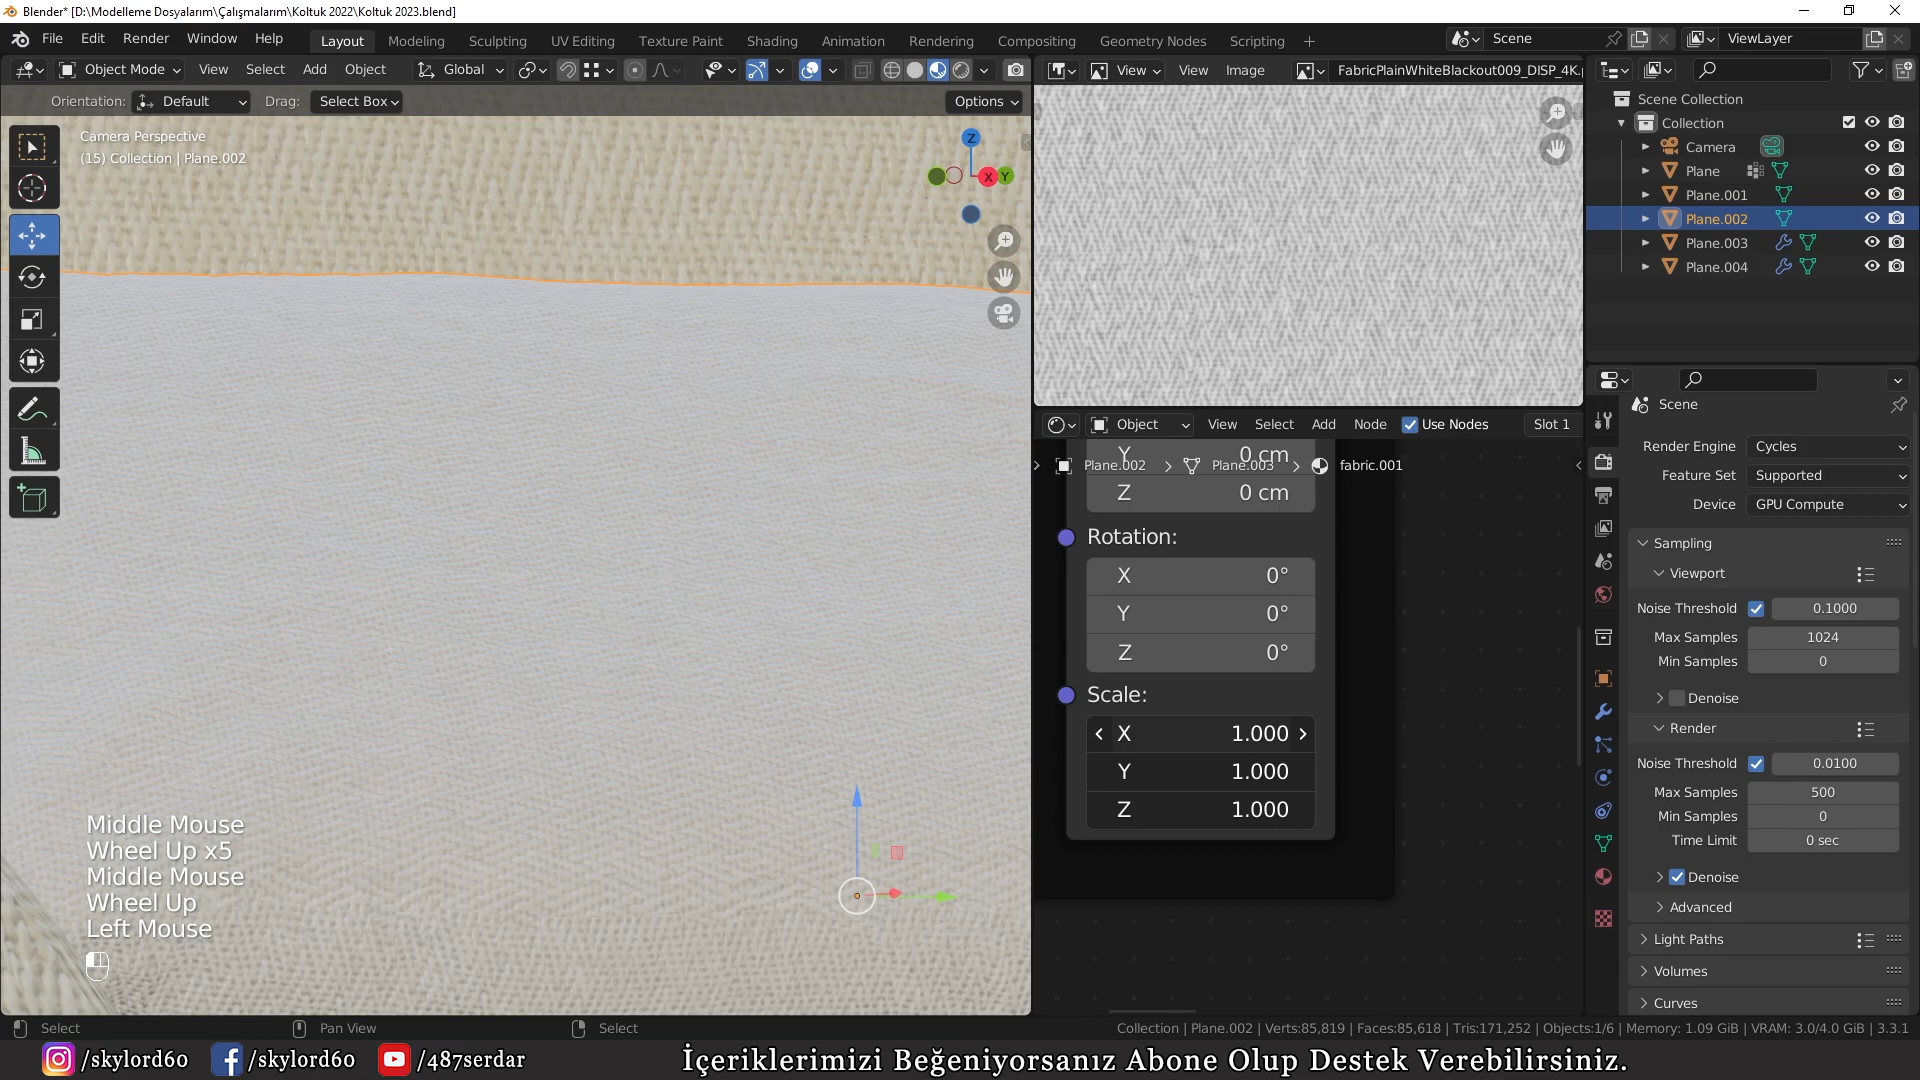 Blender* [D:\Modelleme Dosyalarım\Çalışmalarım\Koltuk 2022\Koltuk 2023.blend]
File Edit Render Window Help
Layout Modeling Sculpting UV Editing Texture Paint Shading Animation Rendering Compositing Geometry Nodes Scripting
Scene ViewLayer
Object Mode View Select Add Object Global
Orientation: Default Drag: Select Box Options
Camera Perspective
(15) Collection | Plane.002
Z
X Y
Middle Mouse
Wheel Up x5
Middle Mouse
Wheel Up
Left Mouse
View View Image FabricPlainWhiteBlackout009_DISP_4K.
Object View Select Add Node Use Nodes Slot 1
Y 0 cm
Plane.002 Plane.003 fabric.001
Z 0 cm
Rotation:
X 0°
Y 0°
Z 0°
Scale:
X 1.000
Y 1.000
Z 1.000
Scene Collection
Collection
Camera
Plane
Plane.001
Plane.002
Plane.003
Plane.004
Scene
Render Engine Cycles
Feature Set Supported
Device GPU Compute
Sampling
Viewport
Noise Threshold 0.1000
Max Samples 1024
Min Samples 0
Denoise
Render
Noise Threshold 0.0100
Max Samples 500
Min Samples 0
Time Limit 0 sec
Denoise
Advanced
Light Paths
Volumes
Curves
Select Pan View Select
Collection | Plane.002 | Verts:85,819 | Faces:85,618 | Tris:171,252 | Objects:1/6 | Memory: 1.09 GiB | VRAM: 3.0/4.0 GiB | 3.3.1
/skylord60 /skylord60 /487serdar
İçeriklerimizi Beğeniyorsanız Abone Olup Destek Verebilirsiniz.